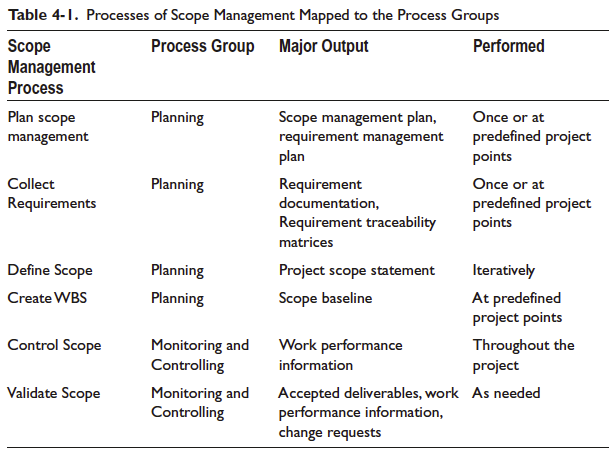 Table 4-1. Processes of Scope Management Mapped to the Process Groups
Scope Management Process | Process Group | Major Output | Performed
Plan scope management | Planning | Scope management plan, requirement management plan | Once or at predefined project points
Collect Requirements | Planning | Requirement documentation, Requirement traceability matrices | Once or at predefined project points
Define Scope | Planning | Project scope statement | Iteratively
Create WBS | Planning | Scope baseline | At predefined project points
Control Scope | Monitoring and Controlling | Work performance information | Throughout the project
Validate Scope | Monitoring and Controlling | Accepted deliverables, work performance information, change requests | As needed